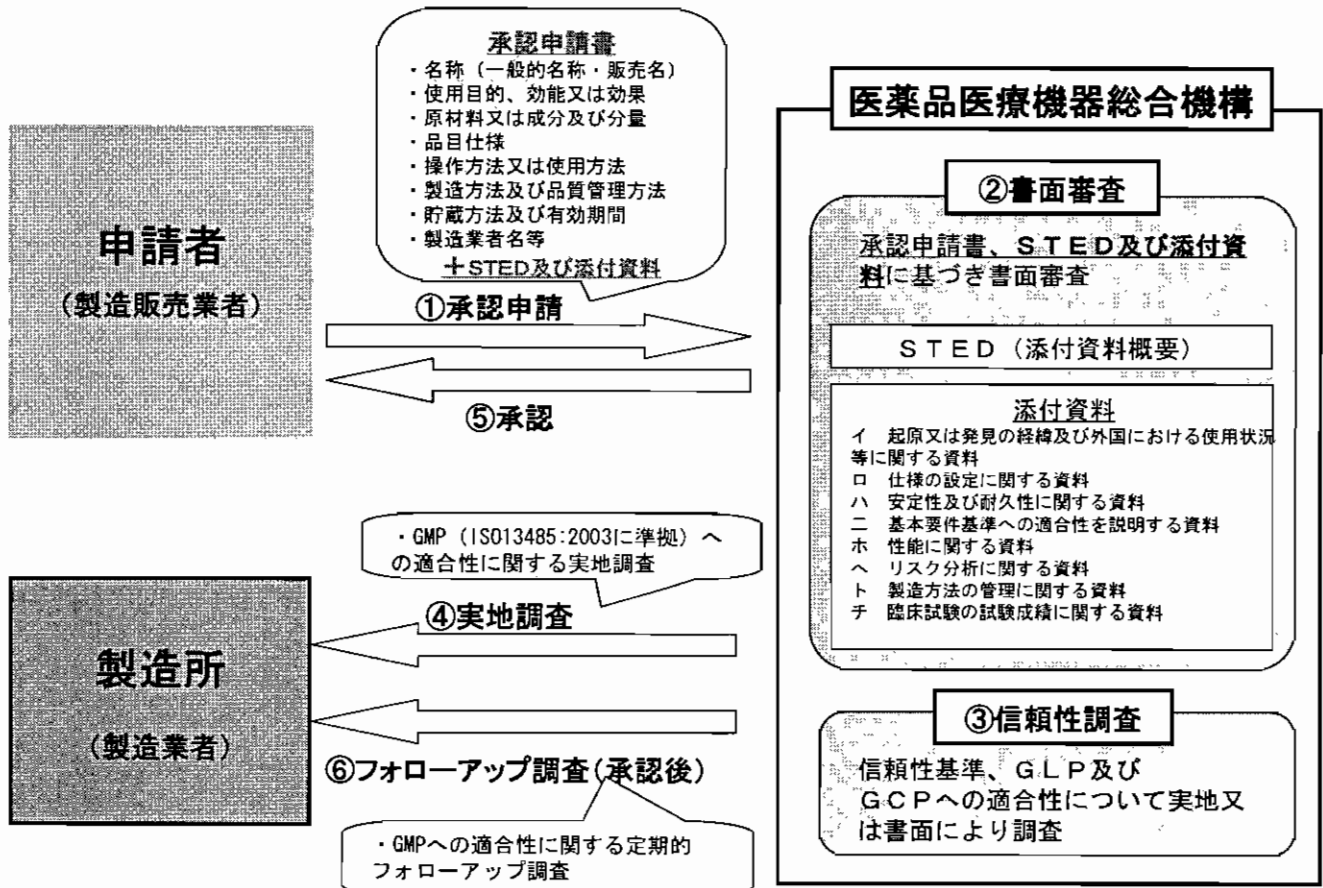 承認申請書
・名称（一般的名称・販売名）
・使用目的、効能又は効果
・原材料又は成分及び分量
・品目仕様
・操作方法又は使用方法
・製造方法及び品質管理方法
・貯蔵方法及び有効期間
・製造業者名等
＋STED及び添付資料
申請者
（製造販売業者）
①承認申請
⑤承認
医薬品医療機器総合機構
②書面審査
承認申請書、ＳＴＥＤ及び添付資
料に基づき書面審査
ＳＴＥＤ（添付資料概要）
添付資料
イ　起原又は発見の経緯及び外国における使用状況
等に関する資料
ロ　仕様の設定に関する資料
ハ　安定性及び耐久性に関する資料
ニ　基本要件基準への適合性を説明する資料
ホ　性能に関する資料
ヘ　リスク分析に関する資料
ト　製造方法の管理に関する資料
チ　臨床試験の試験成績に関する資料
・GMP（ISO13485:2003に準拠）へ
の適合性に関する実地調査
④実地調査
製造所
（製造業者）
⑥フォローアップ調査（承認後）
・GMPへの適合性に関する定期的
フォローアップ調査
③信頼性調査
信頼性基準、ＧＬＰ及び
ＧＣＰへの適合性について実地又
は書面により調査